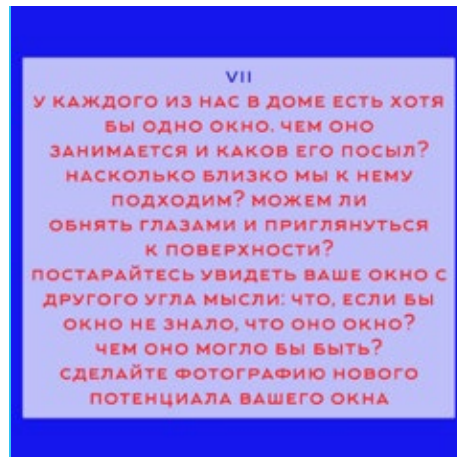 VII
У КАЖДОГО ИЗ НАС В ДОМЕ ЕСТЬ ХОТЯ
БЫ ОДНО ОКНО. ЧЕМ ОНО
ЗАНИМАЕТСЯ И КАКОВ ЕГО ПОСЫЛ?
НАСКОЛЬКО БЛИЗКО МЫ К НЕМУ
ПОДХОДИМ? МОЖЕМ ЛИ
ОБНЯТЬ ГЛАЗАМИ И ПРИГЛЯНУТЬСЯ
К ПОВЕРХНОСТИ?
ПОСТАРАЙТЕСЬ УВИДЕТЬ ВАШЕ ОКНО С
ДРУГОГО УГЛА МЫСЛИ: ЧТО, ЕСЛИ БЫ
ОКНО НЕ ЗНАЛО, ЧТО ОНО ОКНО?
ЧЕМ ОНО МОГЛО БЫ БЫТЬ?
СДЕЛАЙТЕ ФОТОГРАФИЮ НОВОГО
ПОТЕНЦИАЛА ВАШЕГО ОКНА